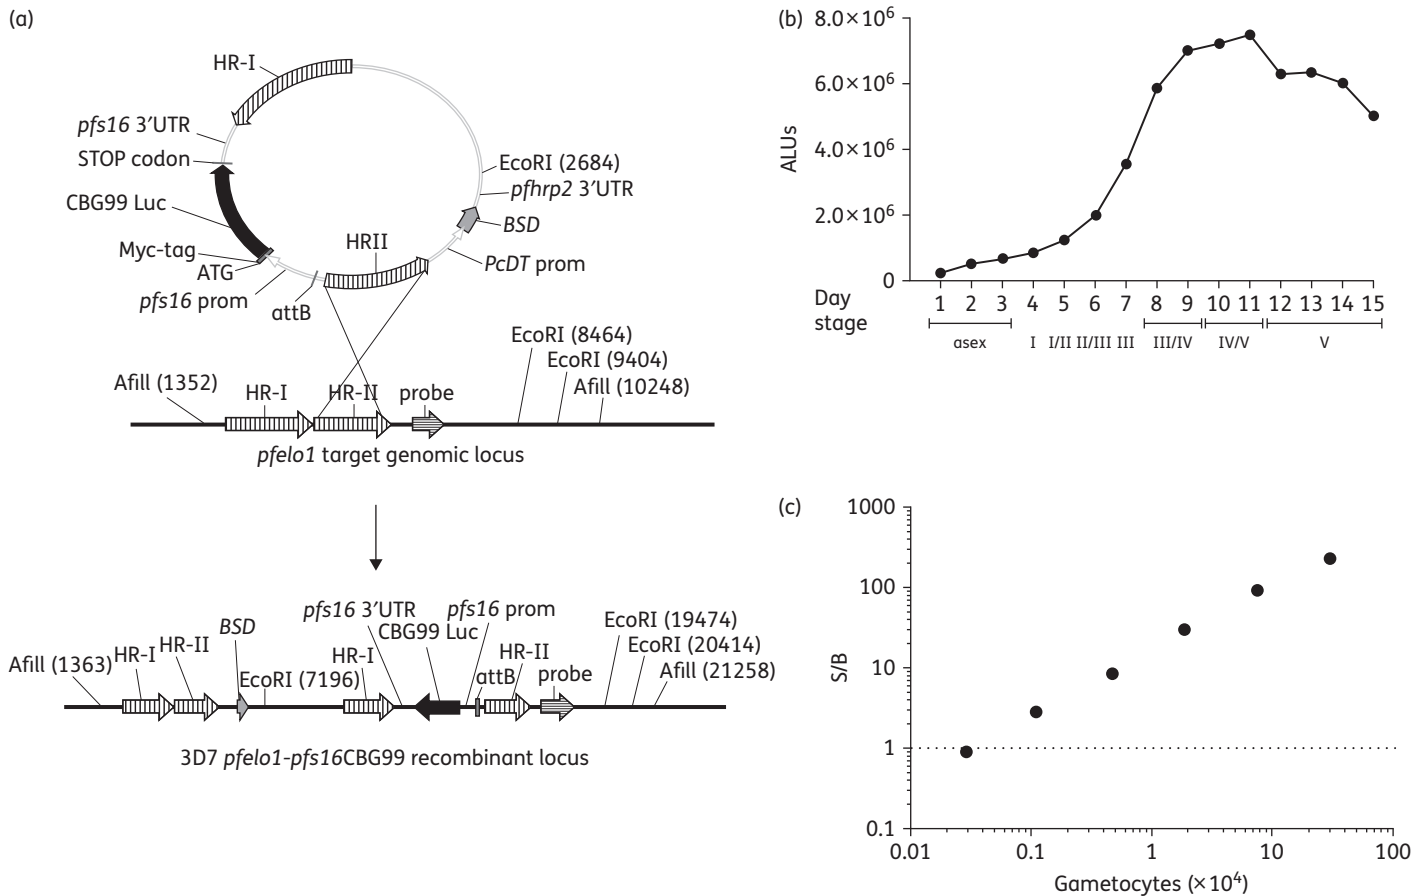 (a)
HR-I
pfs16 3′UTR
STOP codon
CBG99 Luc
Myc-tag
ATG
pfs16 prom
attB
HRII
EcoRI (2684)
pfhrp2 3′UTR
BSD
PcDT prom
Afill (1352)
HR-I
HR-II
probe
EcoRI (8464)
EcoRI (9404)
Afill (10248)
pfelo1 target genomic locus
Afill (1363)
HR-I
HR-II
BSD
EcoRI (7196)
HR-I
pfs16 3′UTR
CBG99 Luc
pfs16 prom
attB
HR-II
probe
EcoRI (19474)
EcoRI (20414)
Afill (21258)
3D7 pfelo1-pfs16CBG99 recombinant locus
(b)
ALUs
8.0×10⁶
6.0×10⁶
4.0×10⁶
2.0×10⁶
0
Day 1 2 3 4 5 6 7 8 9 10 11 12 13 14 15
stage asex I I/II II/III III III/IV IV/V V
(c)
S/B
1000
100
10
1
0.1
0.01 0.1 1 10 100
Gametocytes (×10⁴)